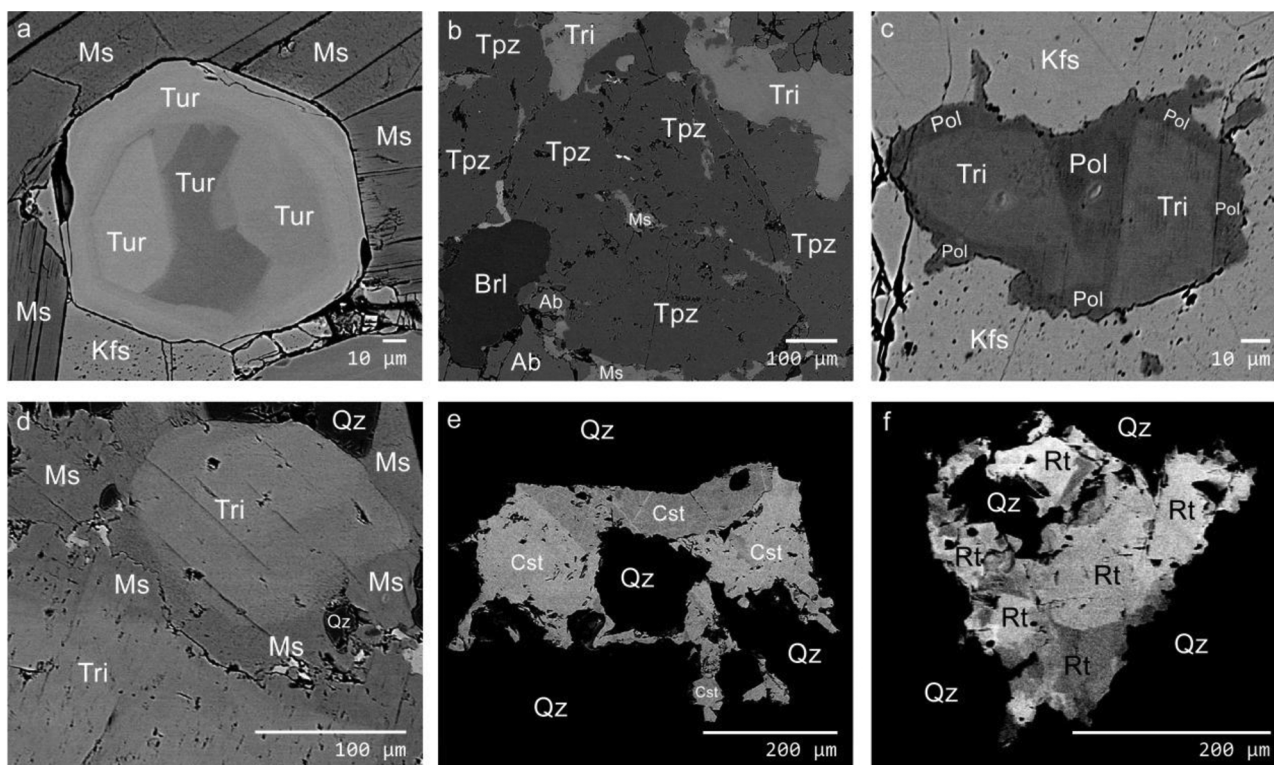 a
Ms
Ms
Tur
Ms
Tur
Tur
Tur
Ms
Kfs
10 µm
b
Tpz
Tri
Tri
Tpz
Tpz
Tpz
Ms
Tpz
Brl
Ab
Tpz
Ab
Ms
100 µm
c
Kfs
Pol
Pol
Tri
Pol
Tri
Pol
Pol
Pol
Kfs
10 µm
d
Qz
Ms
Ms
Tri
Ms
Ms
Qz
Ms
Tri
100 µm
e
Qz
Cst
Cst
Cst
Qz
Qz
Cst
Qz
200 µm
f
Qz
Rt
Qz
Rt
Rt
Rt
Rt
Rt
Qz
Qz
200 µm